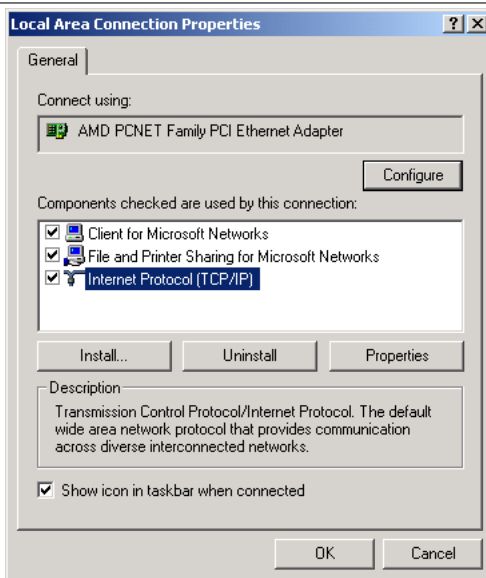 Local Area Connection Properties
General
Connect using:
AMD PCNET Family PCI Ethernet Adapter
Configure
Components checked are used by this connection:
Client for Microsoft Networks
File and Printer Sharing for Microsoft Networks
Internet Protocol (TCP/IP)
Install... Uninstall Properties
Description
Transmission Control Protocol/Internet Protocol. The default
wide area network protocol that provides communication
across diverse interconnected networks.
Show icon in taskbar when connected
OK Cancel